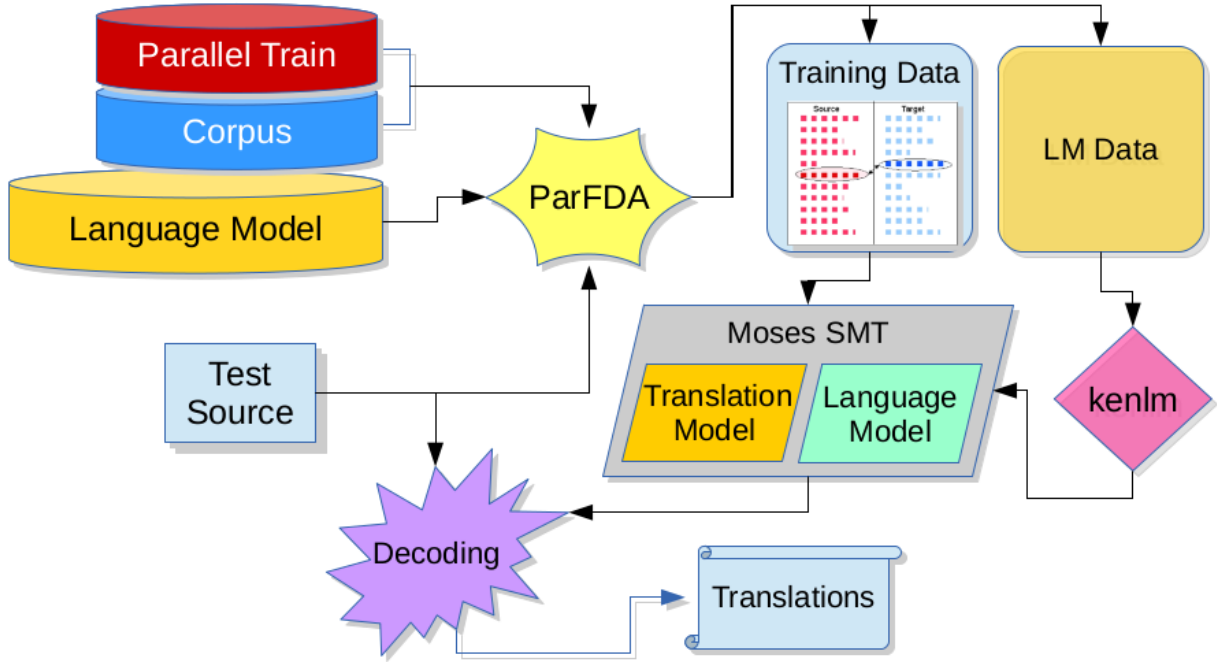 Parallel Train
Corpus
Language Model
ParFDA
Training Data
Source Target
LM Data
Test
Source
Moses SMT
Translation
Model
Language
Model
kenlm
Decoding
Translations